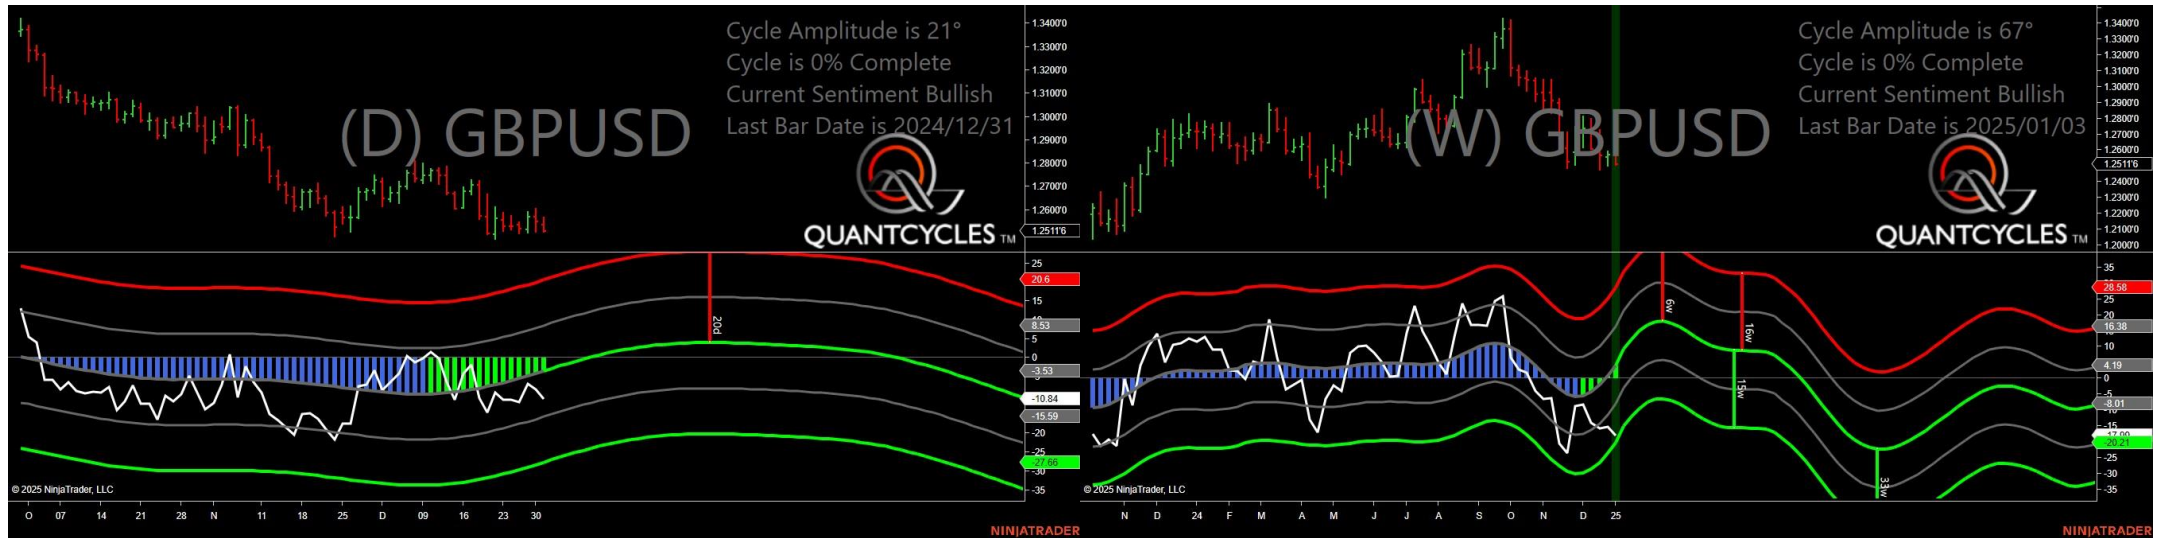 Cycle Amplitude is 21°
Cycle is 0% Complete
Current Sentiment Bullish
Last Bar Date is 2024/12/31
(D) GBPUSD
QUANTCYCLES TM
1.3400'0
1.3300'0
1.3200'0
1.3100'0
1.3000'0
1.2900'0
1.2800'0
1.2700'0
1.2600'0
1.2511'6
25
20.6
15
8.53
5
0
-3.53
-10.84
-15.59
-20
-25
-27.66
-30
-35
20d
© 2025 NinjaTrader, LLC
O 07 14 21 28 N 11 18 25 D 09 16 23 30
NINJATRADER
Cycle Amplitude is 67°
Cycle is 0% Complete
Current Sentiment Bullish
Last Bar Date is 2025/01/03
(W) GBPUSD
QUANTCYCLES TM
1.3400'0
1.3300'0
1.3200'0
1.3100'0
1.3000'0
1.2900'0
1.2800'0
1.2700'0
1.2600'0
1.2511'6
1.2400'0
1.2300'0
1.2200'0
1.2100'0
1.2000'0
35
28.58
25
20
16.38
10
4.19
0
-5
-8.01
-15
-20.21
-25
-30
-35
6w
16w
15w
33w
© 2025 NinjaTrader, LLC
N D 24 F M A M J J A S O N D 25
NINJATRADER